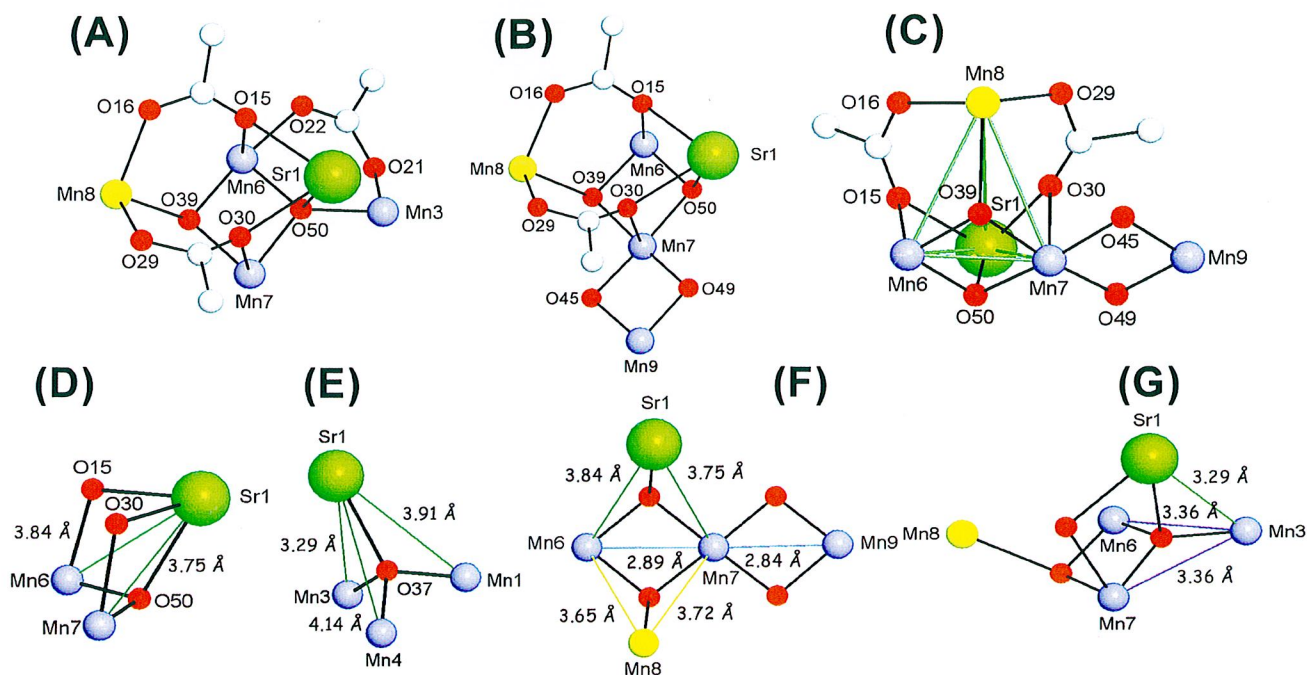 (A)
O16
O15
O22
Mn8
Mn6
Sr1
O21
O39
O30
O50
Mn3
O29
Mn7
(B)
O16
O15
Mn6
Sr1
Mn8
O39
O30
O50
O29
Mn7
O45
O49
Mn9
(C)
Mn8
O16
O29
O15
O39
Sr1
O30
O45
Mn6
Mn7
Mn9
O50
O49
(D)
O15
Sr1
O30
3.84 Å
3.75 Å
Mn6
O50
Mn7
(E)
Sr1
3.91 Å
3.29 Å
Mn1
Mn3
O37
4.14 Å
Mn4
(F)
Sr1
3.84 Å
3.75 Å
Mn6
Mn9
2.89 Å
2.84 Å
Mn7
3.65 Å
3.72 Å
Mn8
(G)
Sr1
3.29 Å
3.36 Å
Mn8
Mn6
Mn3
3.36 Å
Mn7